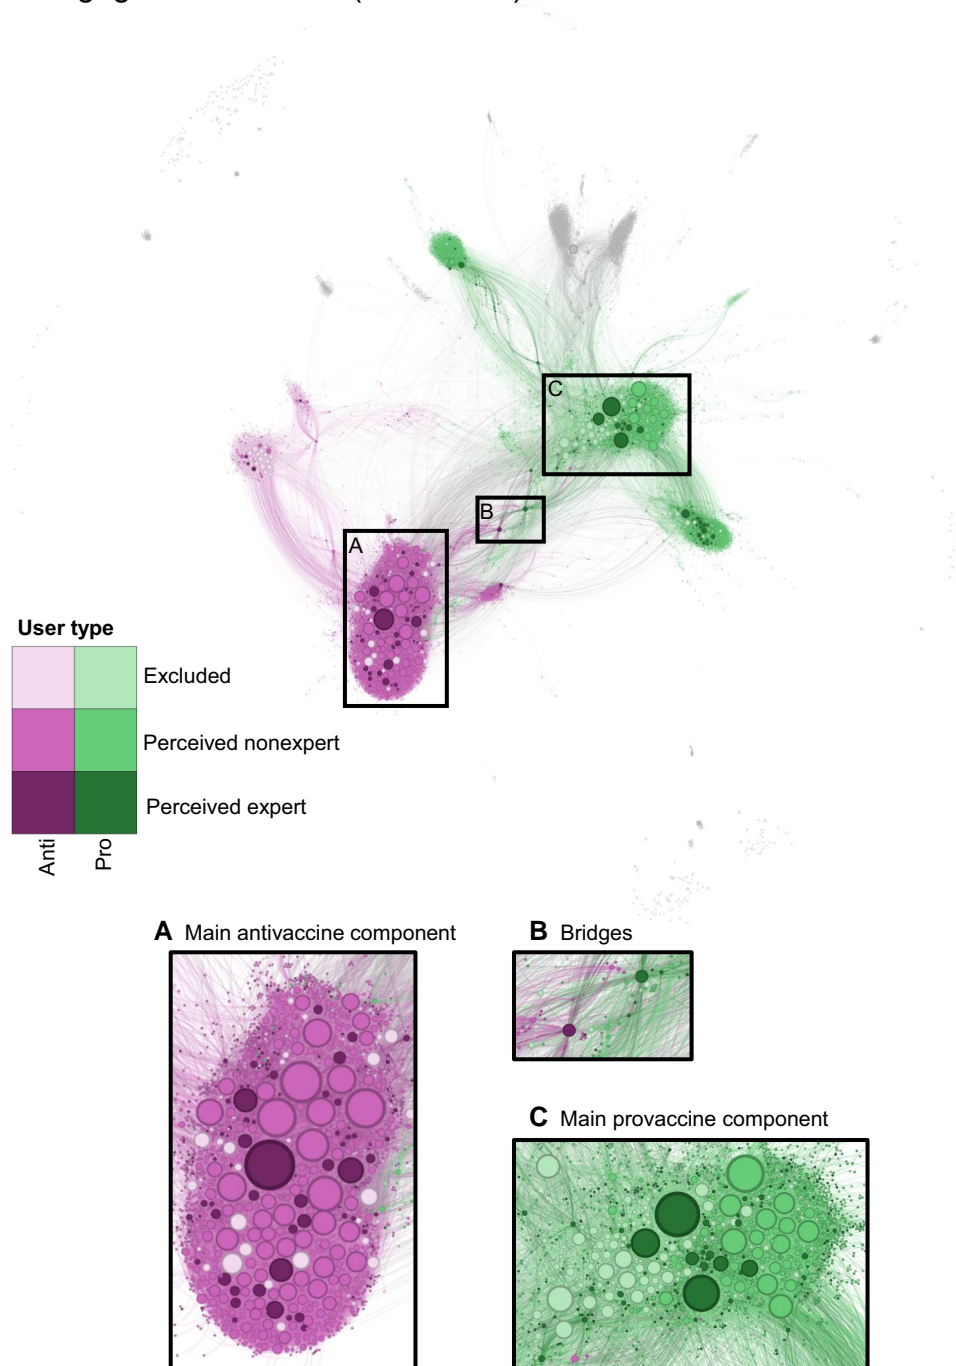 C
B
A
User type
Excluded
Perceived nonexpert
Perceived expert
Anti
Pro
A Main antivaccine component
B Bridges
C Main provaccine component